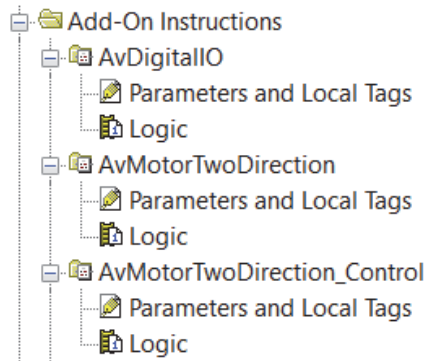 Add-On Instructions
AvDigitalIO
Parameters and Local Tags
Logic
AvMotorTwoDirection
Parameters and Local Tags
Logic
AvMotorTwoDirection_Control
Parameters and Local Tags
Logic